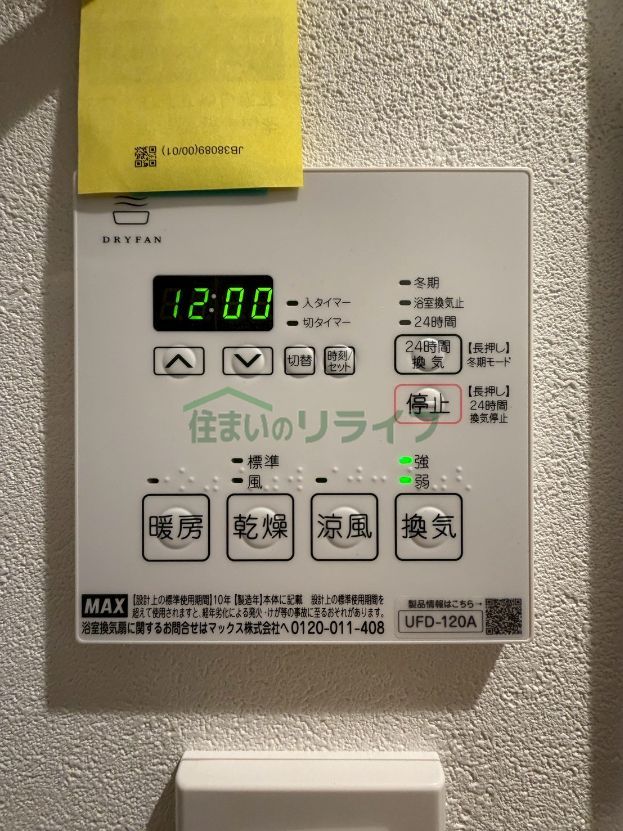 JB38089(00/01)
DRYFAN
12:00
入タイマー
切タイマー
冬期
浴室換気止
24時間
切替
時刻/
セット
24時間
換気
【長押し】
冬期モード
停止
【長押し】
24時間
換気停止
住まいのリライフ
標準
風
強
弱
暖房
乾燥
涼風
換気
MAX
【設計上の標準使用期間】10年 【製造年】本体に記載 設計上の標準使用期間を
超えて使用されますと、経年劣化による発火・けが等の事故に至るおそれがあります。
浴室換気扇に関するお問合せはマックス株式会社へ 0120-011-408
製品情報はこちら→
UFD-120A